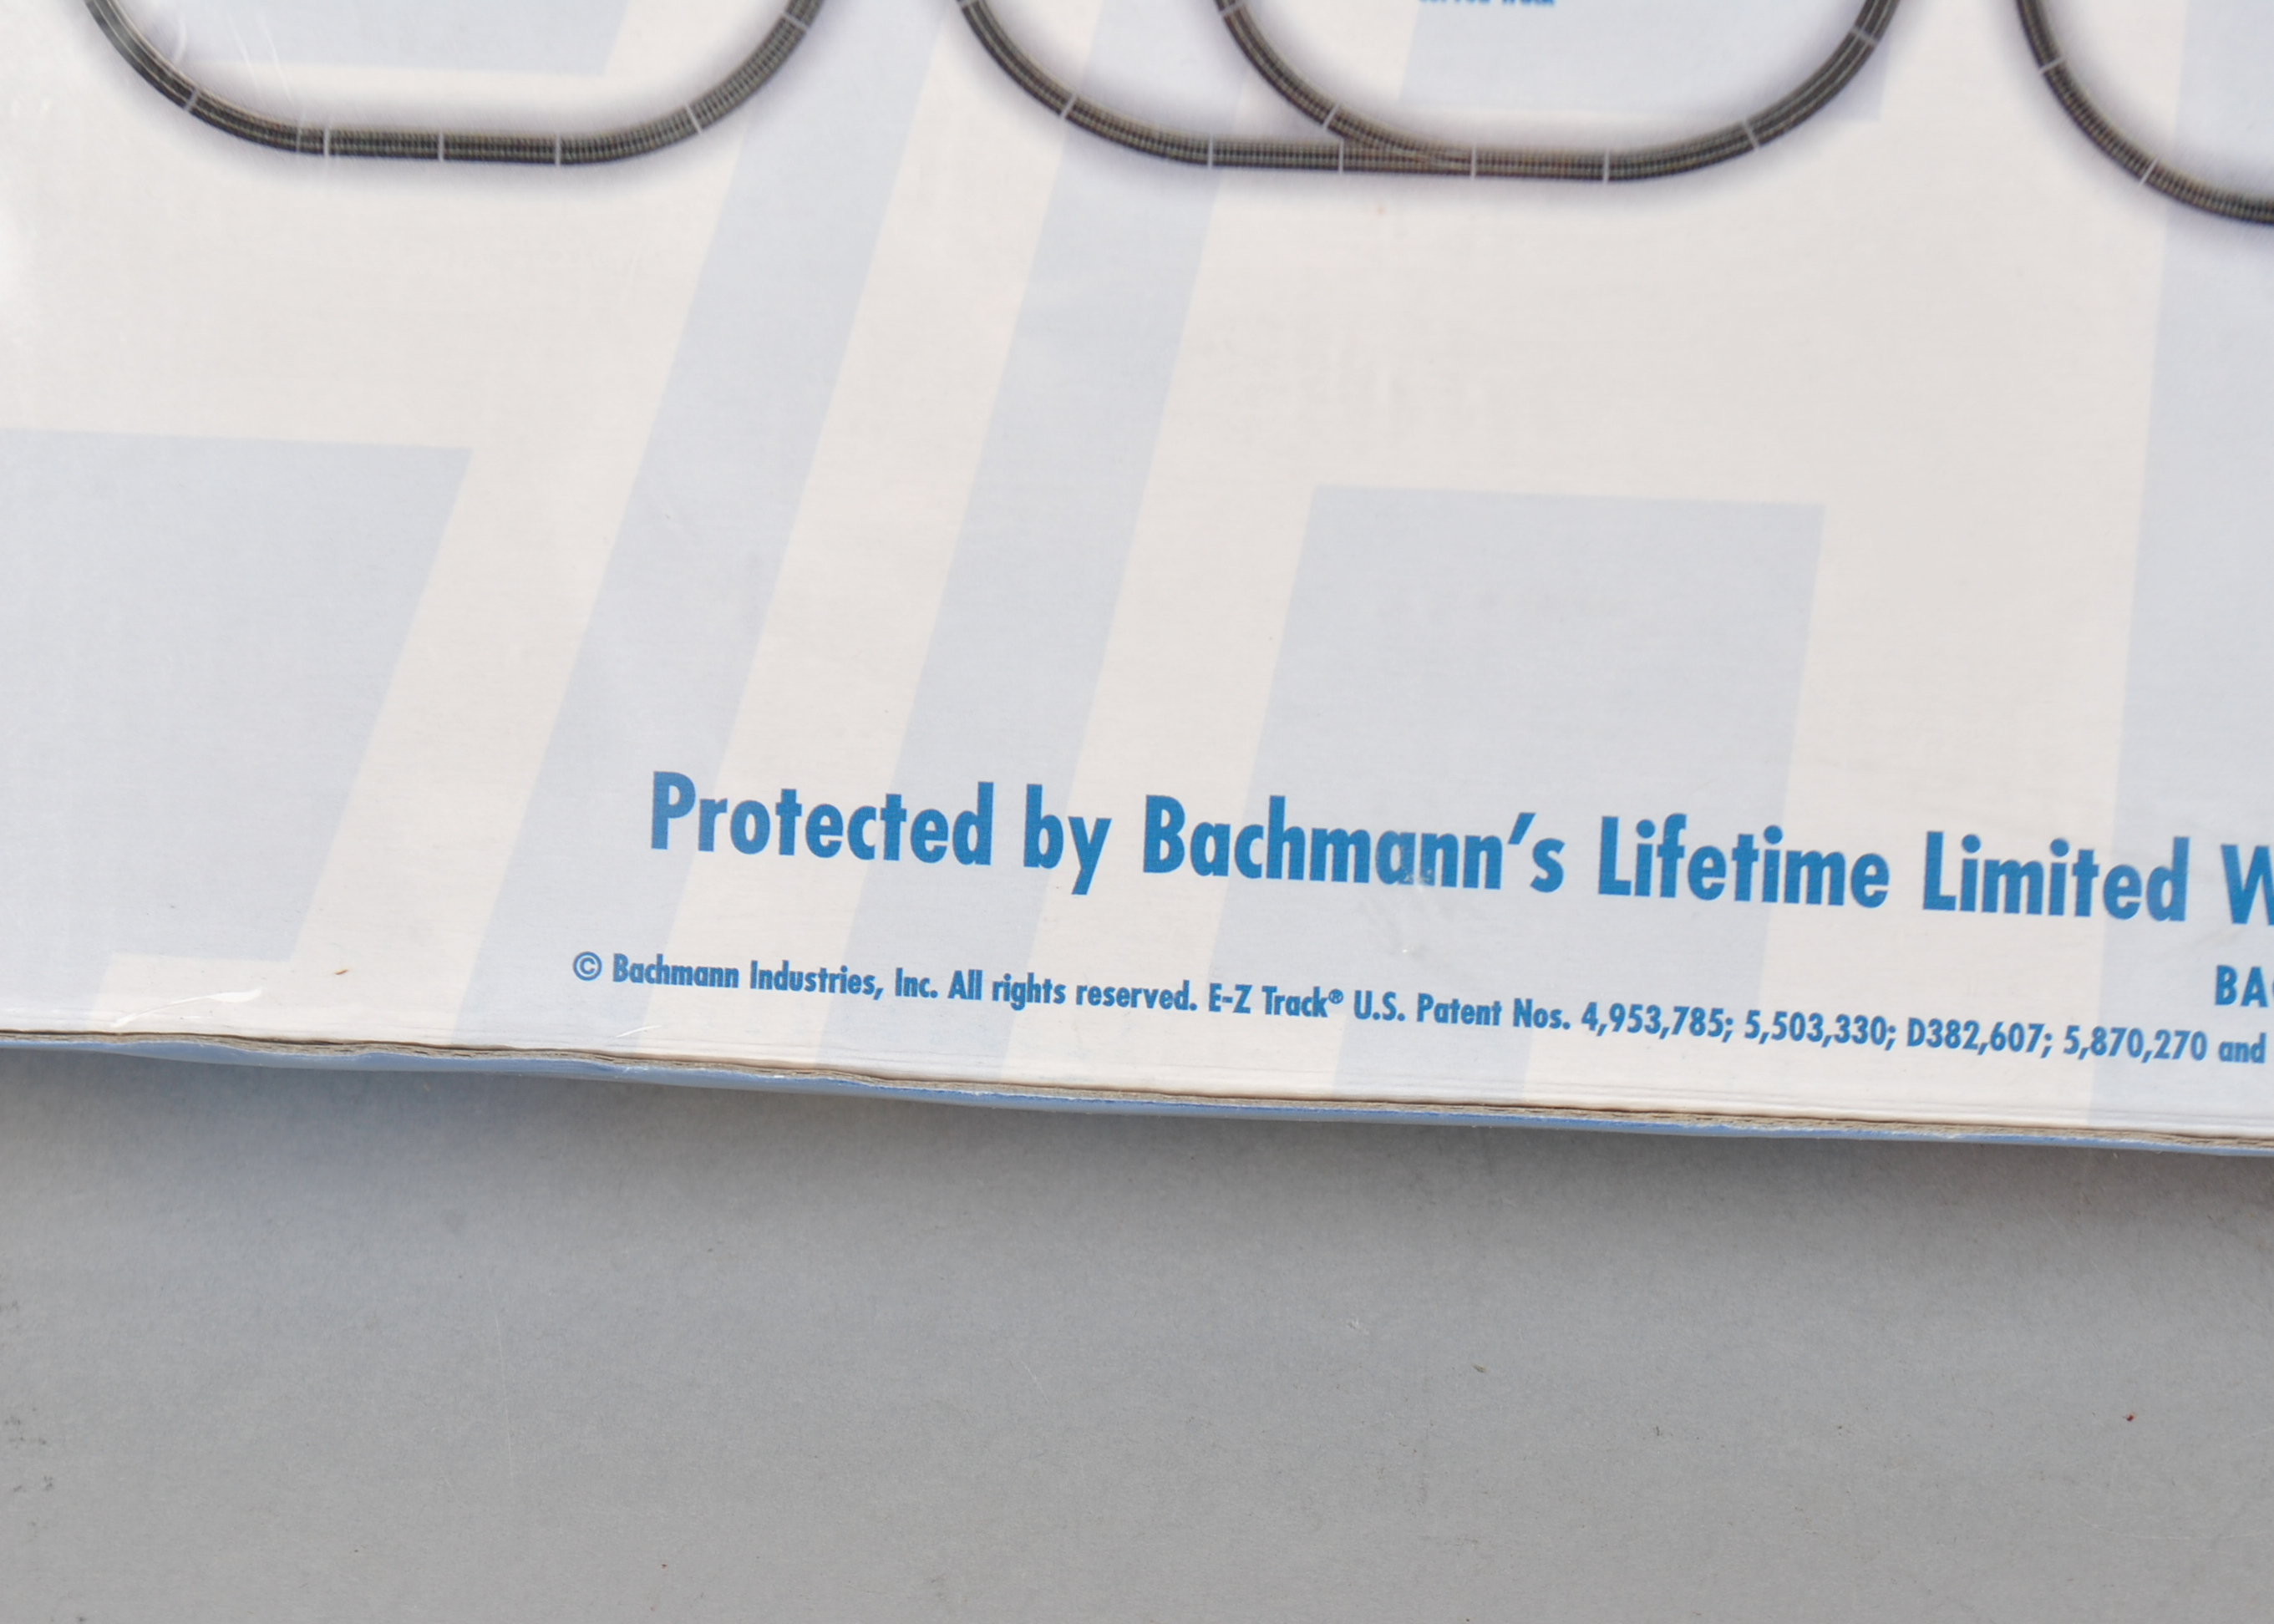 Protected by Bachmann's Lifetime Limited
© Bachmann Industries, Inc. All rights reserved. E-Z Track® U.S. Patent Nos. 4,953,785; 5,503,330; D382,607; 5,870,270 and